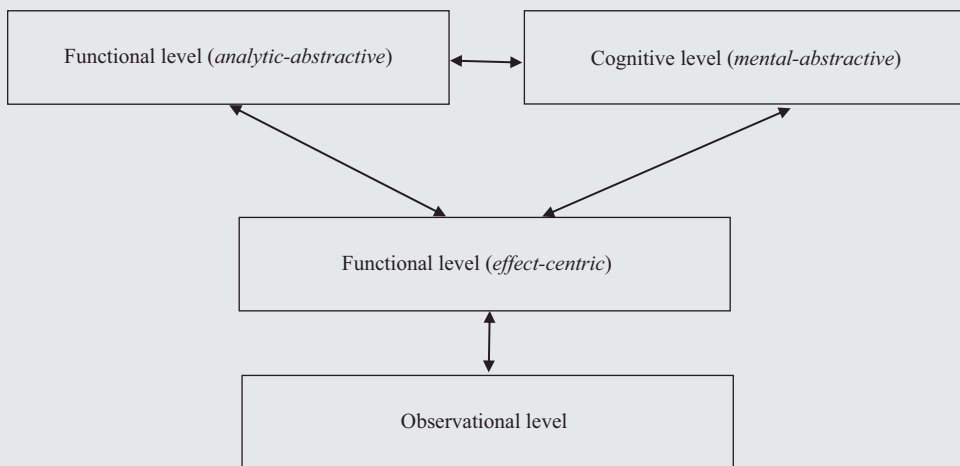 Functional level (analytic-abstractive)
Cognitive level (mental-abstractive)
Functional level (effect-centric)
Observational level